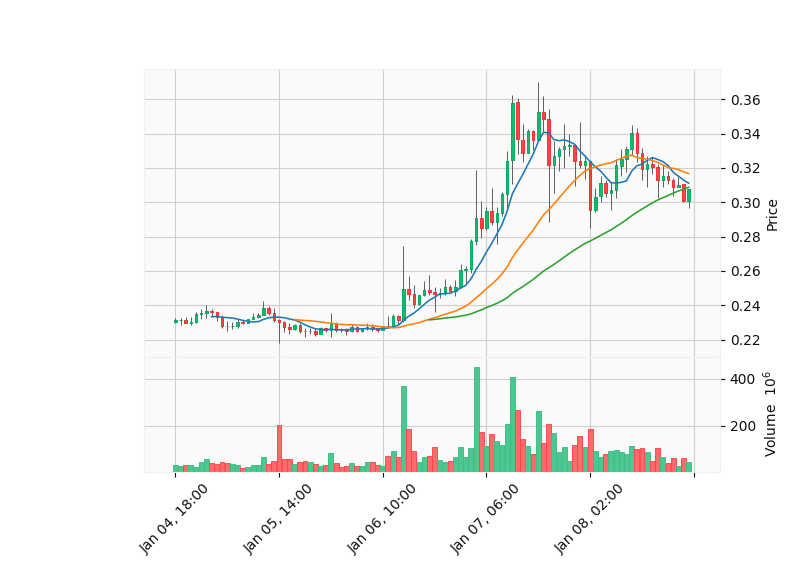 0.36
0.34
0.32
0.30
0.28
0.26
0.24
0.22
Price
400
200
Volume 10⁶
Jan 04, 18:00
Jan 05, 14:00
Jan 06, 10:00
Jan 07, 06:00
Jan 08, 02:00